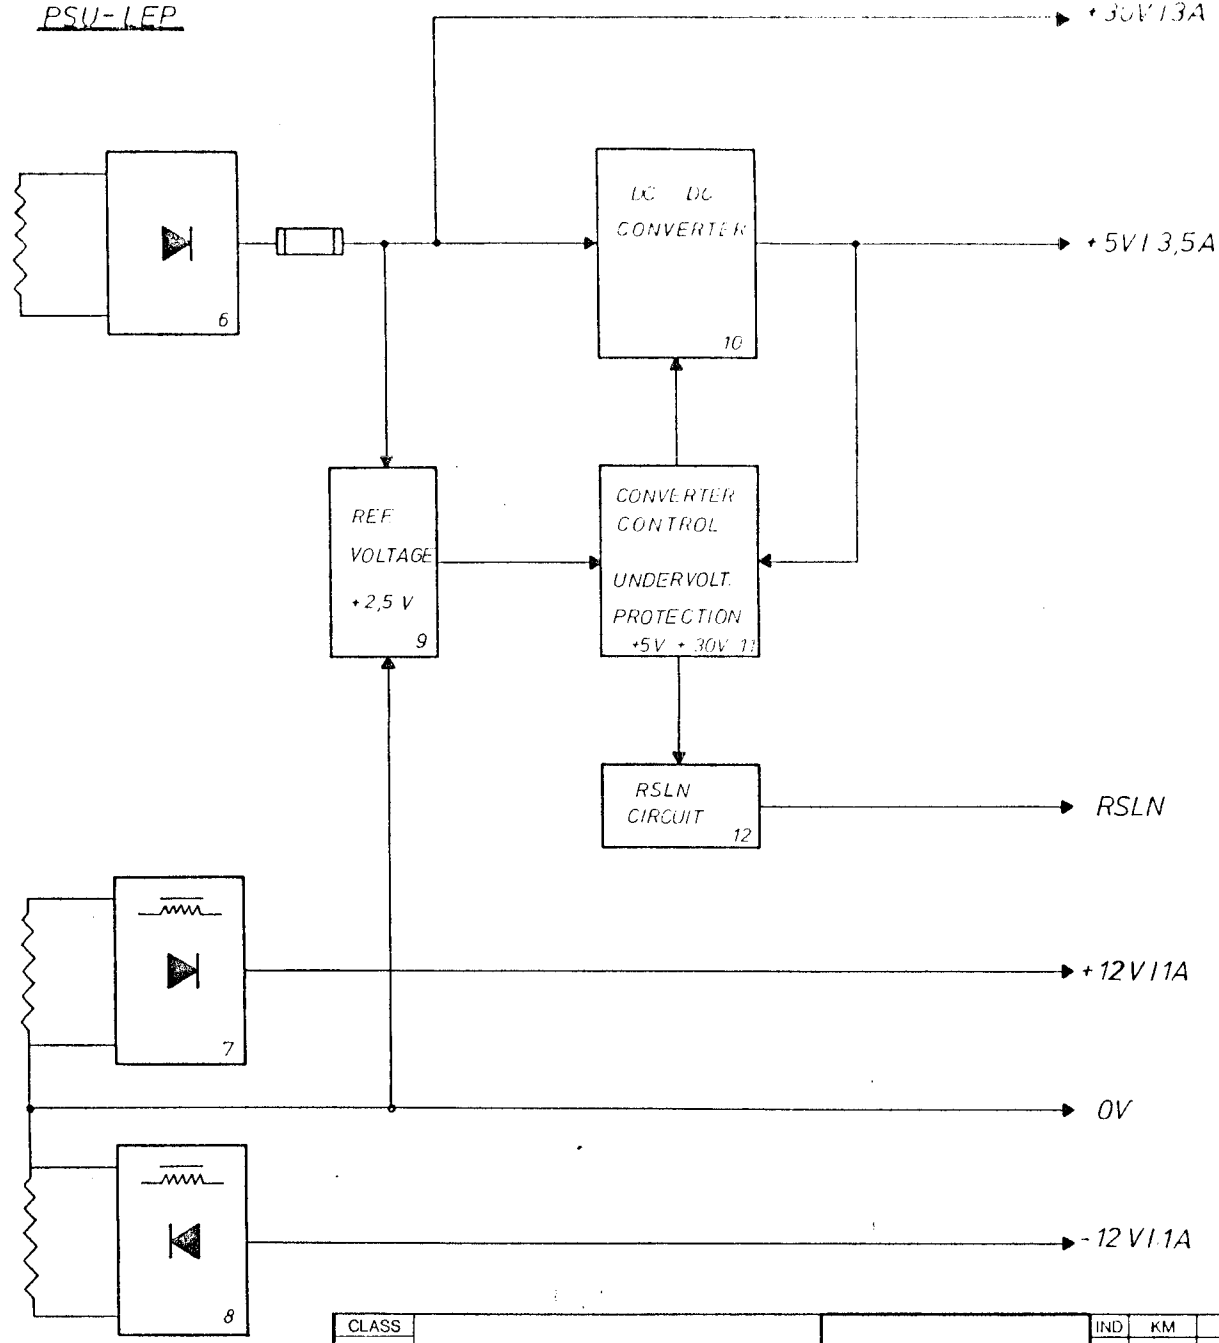 PSU-LEP
+30V/3A
DC DC
CONVERTER
10
+5V/3,5A
6
REF.
VOLTAGE
+2,5 V
9
CONVERTER
CONTROL
UNDERVOLT.
PROTECTION
+5V + 30V 11
RSLN
CIRCUIT
12
RSLN
7
+12V/1A
0V
8
-12V/.1A
CLASS
IND KM